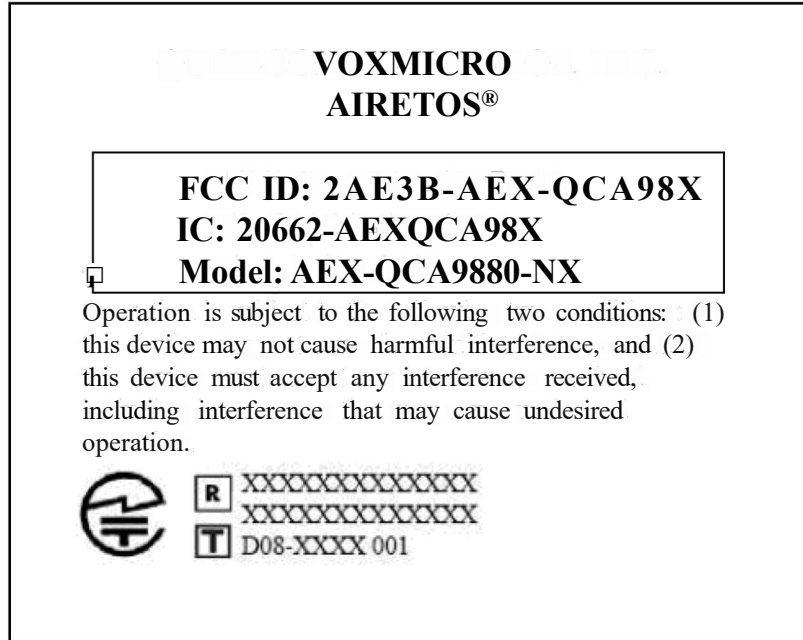 VOXMICRO
AIRETOS®
FCC ID: 2AE3B-AEX-QCA98X
IC: 20662-AEXQCA98X
Model: AEX-QCA9880-NX
Operation is subject to the following two conditions: (1)
this device may not cause harmful interference, and (2)
this device must accept any interference received,
including interference that may cause undesired
operation.
R XXXXXXXXXXXXXX
XXXXXXXXXXXXXX
T D08-XXXX 001